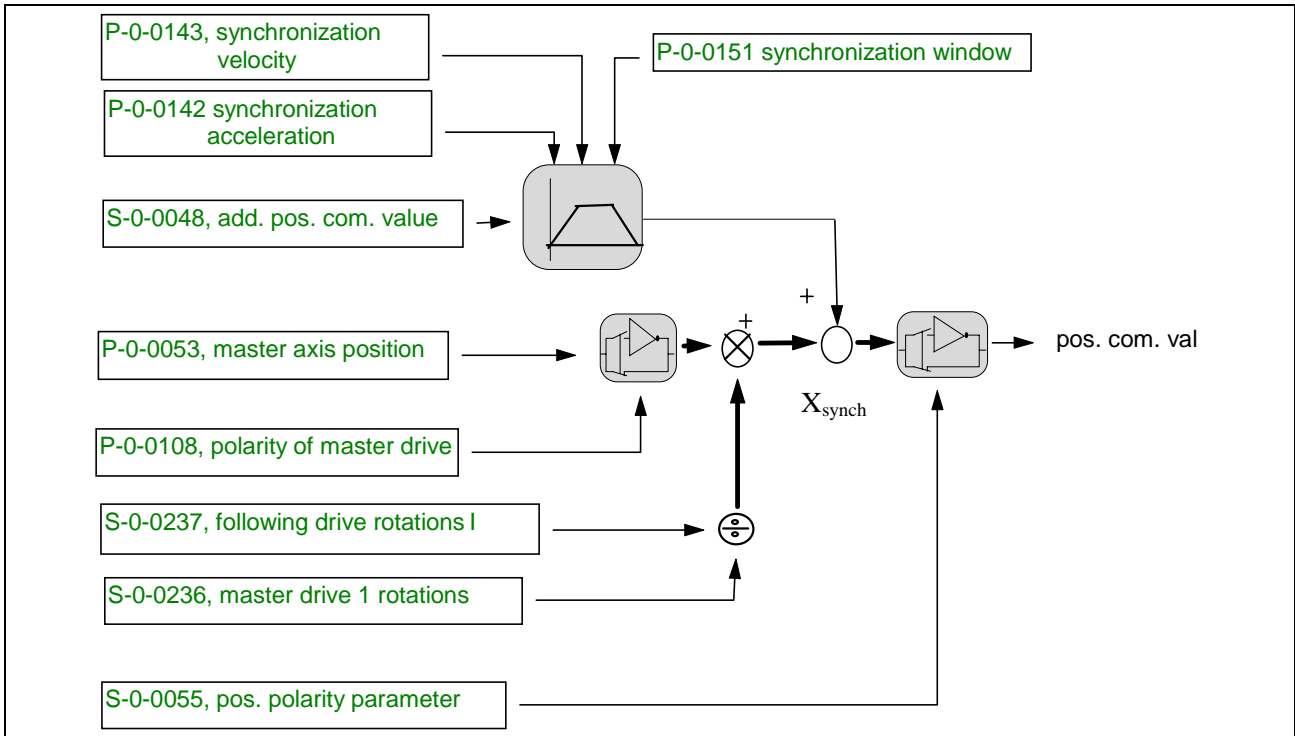 P-0-0143, synchronization
velocity
P-0-0151 synchronization window
P-0-0142 synchronization
acceleration
S-0-0048, add. pos. com. value
+
+
P-0-0053, master axis position
pos. com. val
Xsynch
P-0-0108, polarity of master drive
S-0-0237, following drive rotations I
S-0-0236, master drive 1 rotations
S-0-0055, pos. polarity parameter